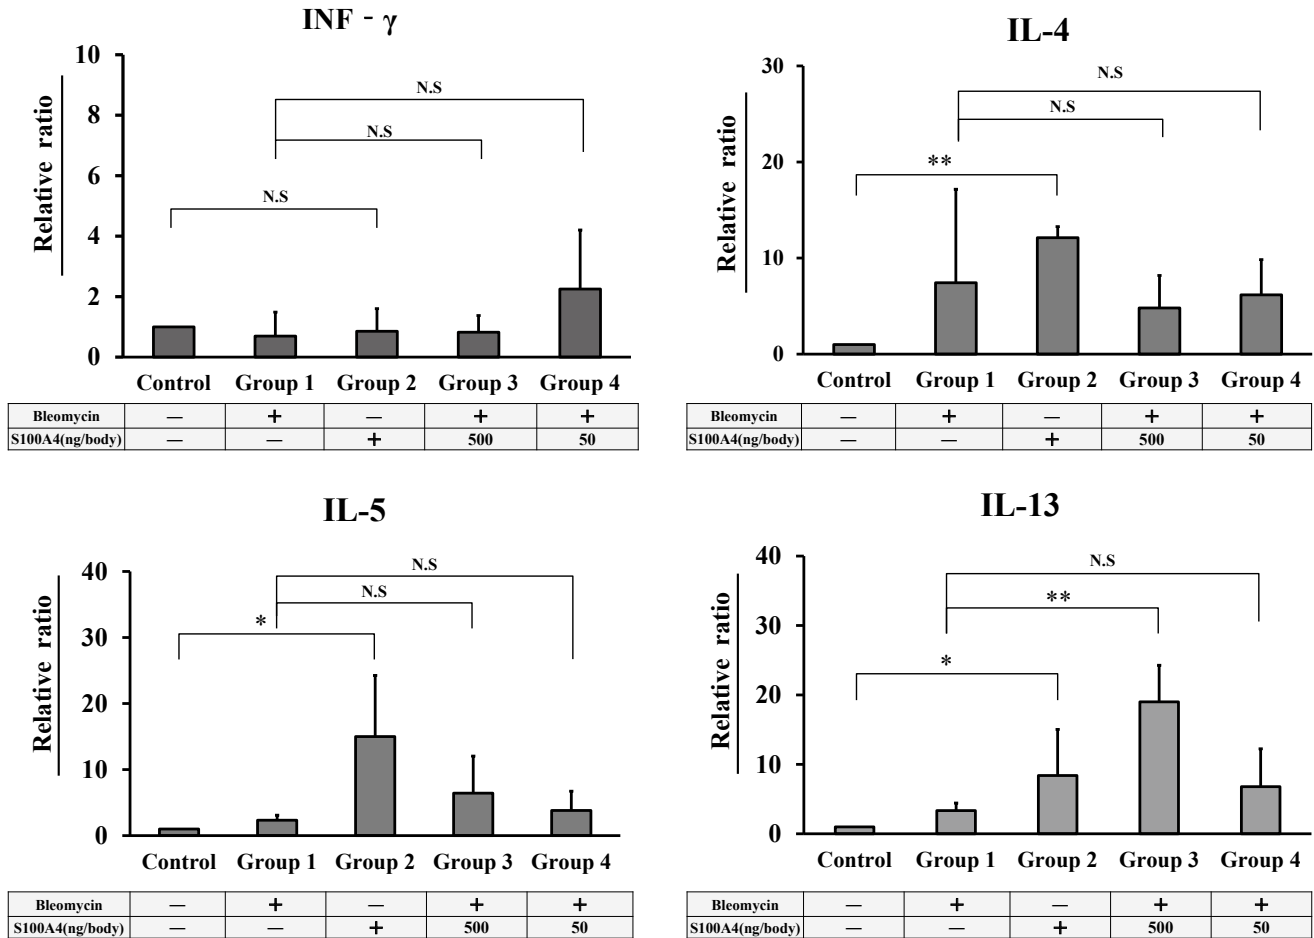 INF - γ
Relative ratio
10
8
6
4
2
0
N.S
N.S
N.S
Control Group 1 Group 2 Group 3 Group 4
Bleomycin — + — + +
S100A4(ng/body) — — + 500 50
IL-4
Relative ratio
30
20
10
0
N.S
N.S
**
Control Group 1 Group 2 Group 3 Group 4
Bleomycin — + — + +
S100A4(ng/body) — — + 500 50
IL-5
Relative ratio
40
30
20
10
0
N.S
N.S
*
Control Group 1 Group 2 Group 3 Group 4
Bleomycin — + — + +
S100A4(ng/body) — — + 500 50
IL-13
Relative ratio
40
30
20
10
0
N.S
**
*
Control Group 1 Group 2 Group 3 Group 4
Bleomycin — + — + +
S100A4(ng/body) — — + 500 50